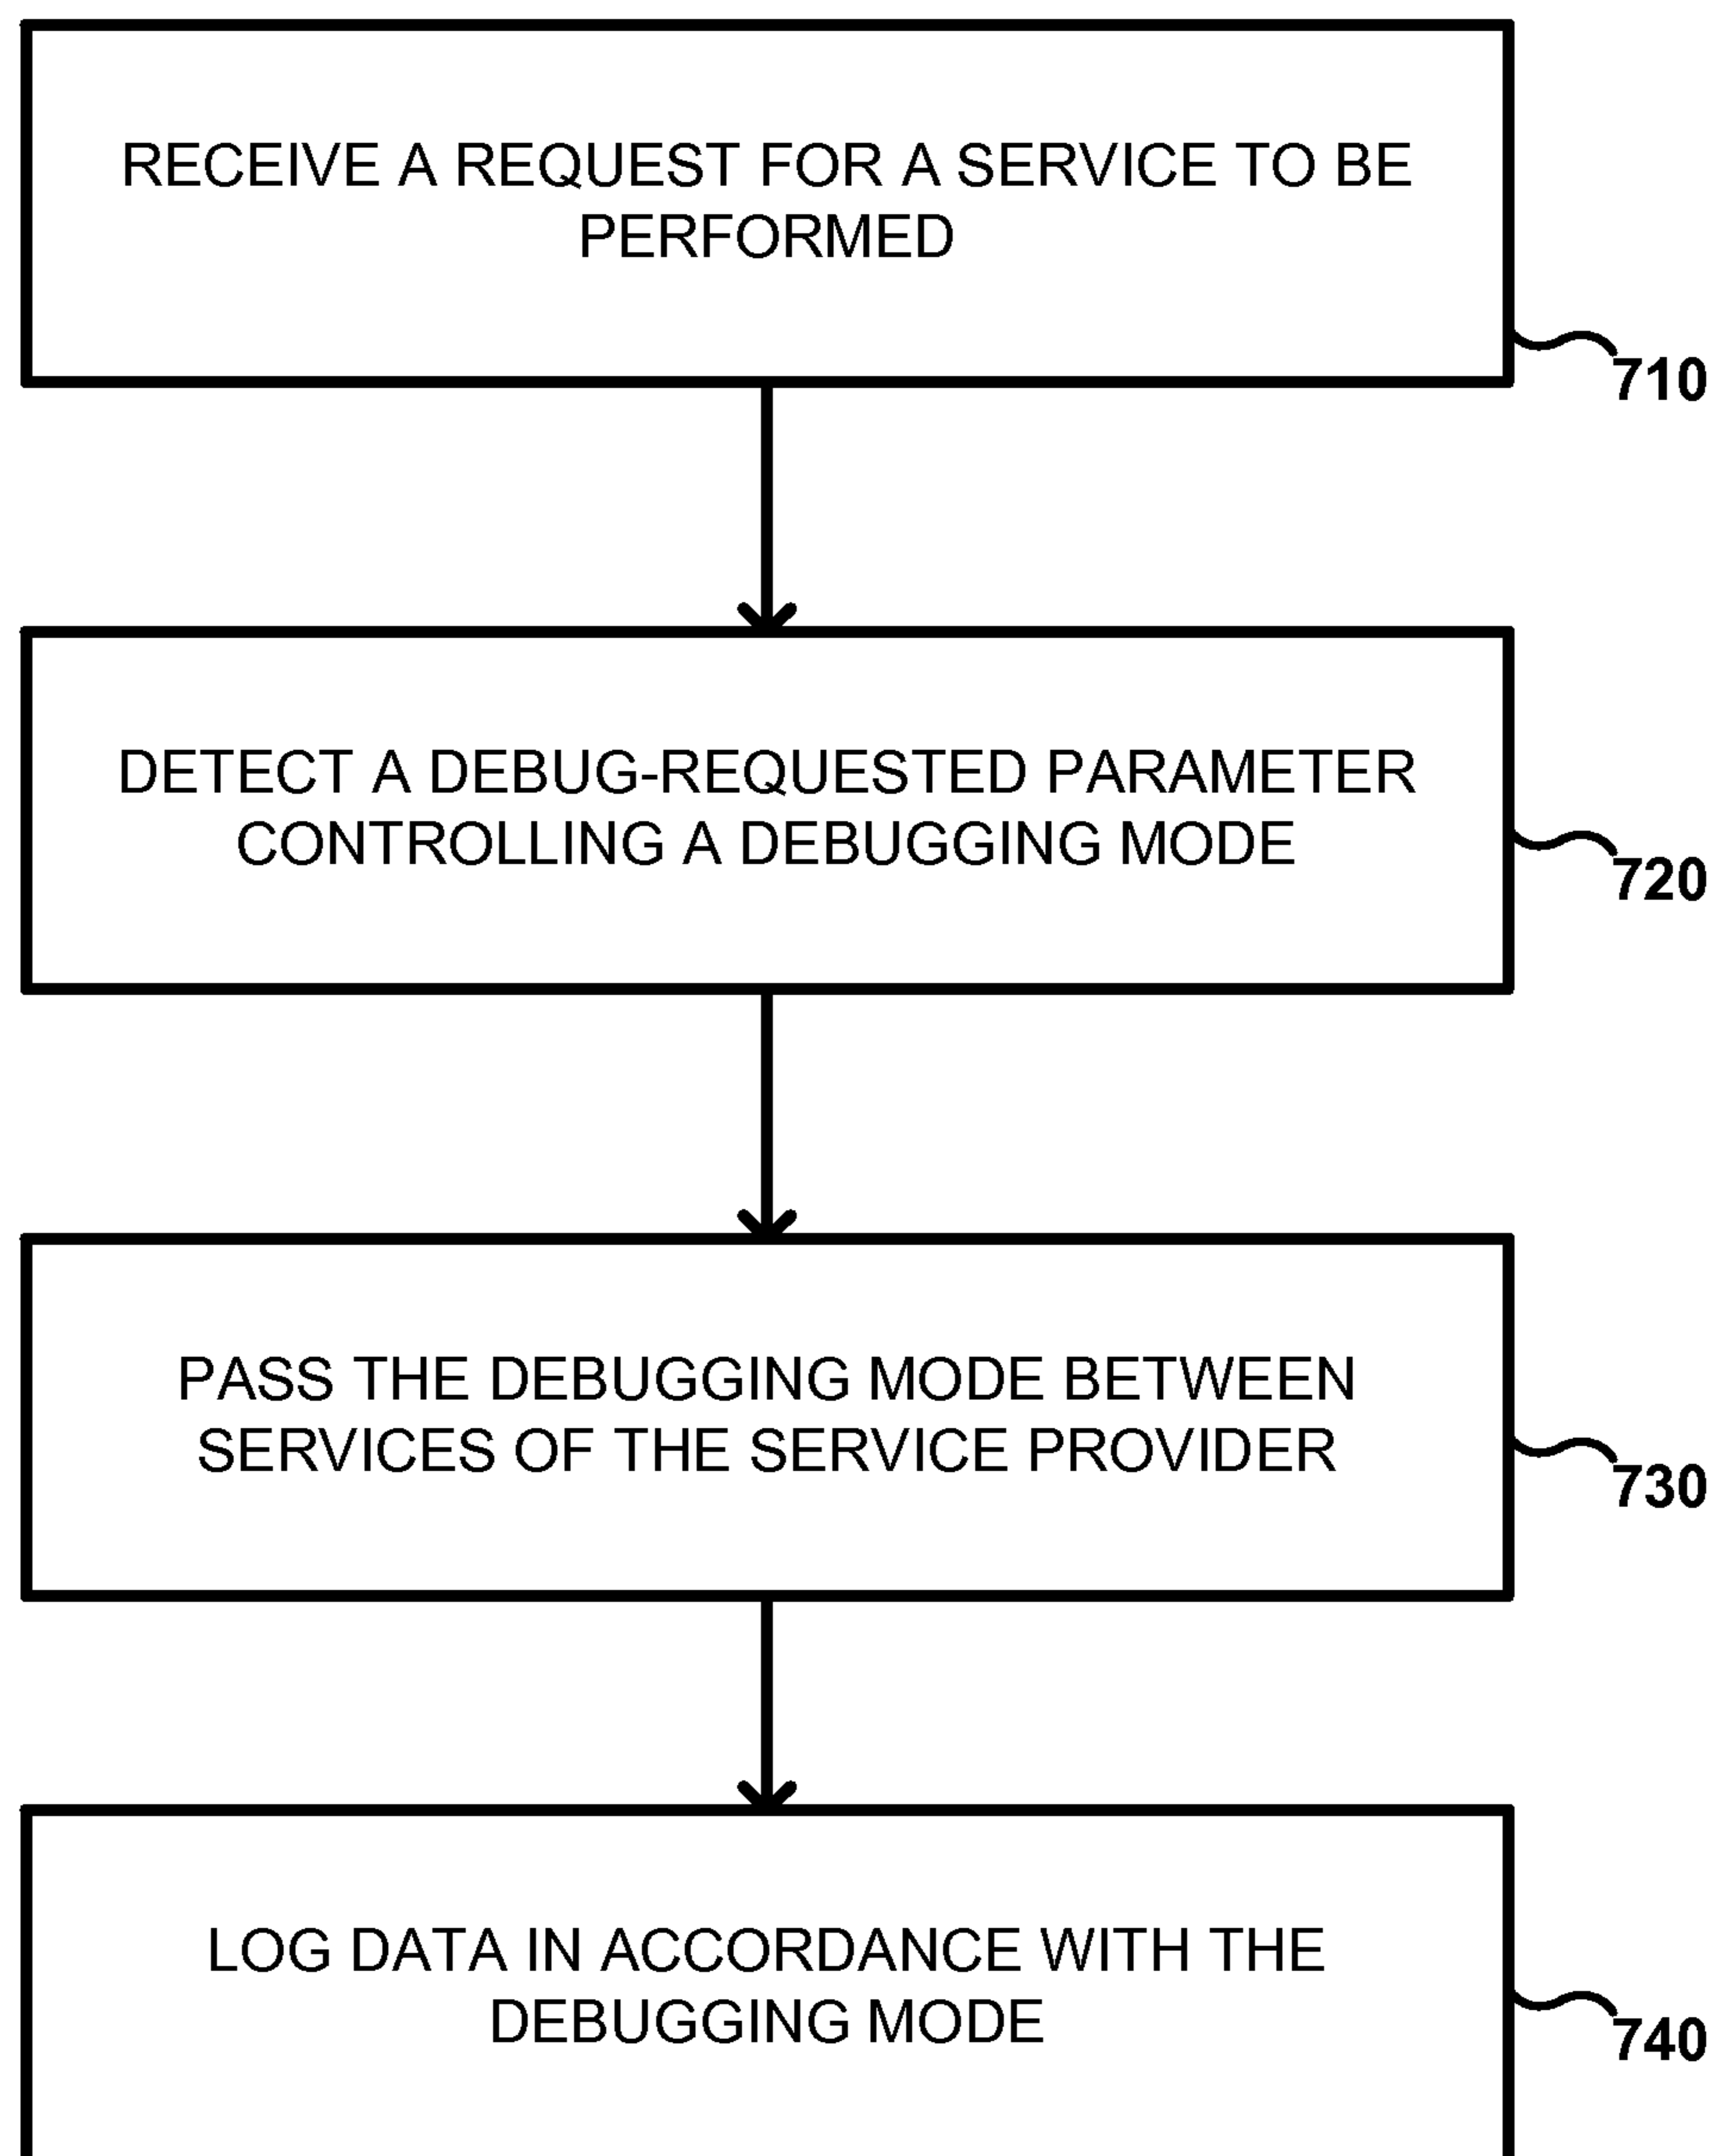 RECEIVE A REQUEST FOR A SERVICE TO BE
PERFORMED
710
DETECT A DEBUG-REQUESTED PARAMETER
CONTROLLING A DEBUGGING MODE
720
PASS THE DEBUGGING MODE BETWEEN
SERVICES OF THE SERVICE PROVIDER
730
LOG DATA IN ACCORDANCE WITH THE
DEBUGGING MODE
740